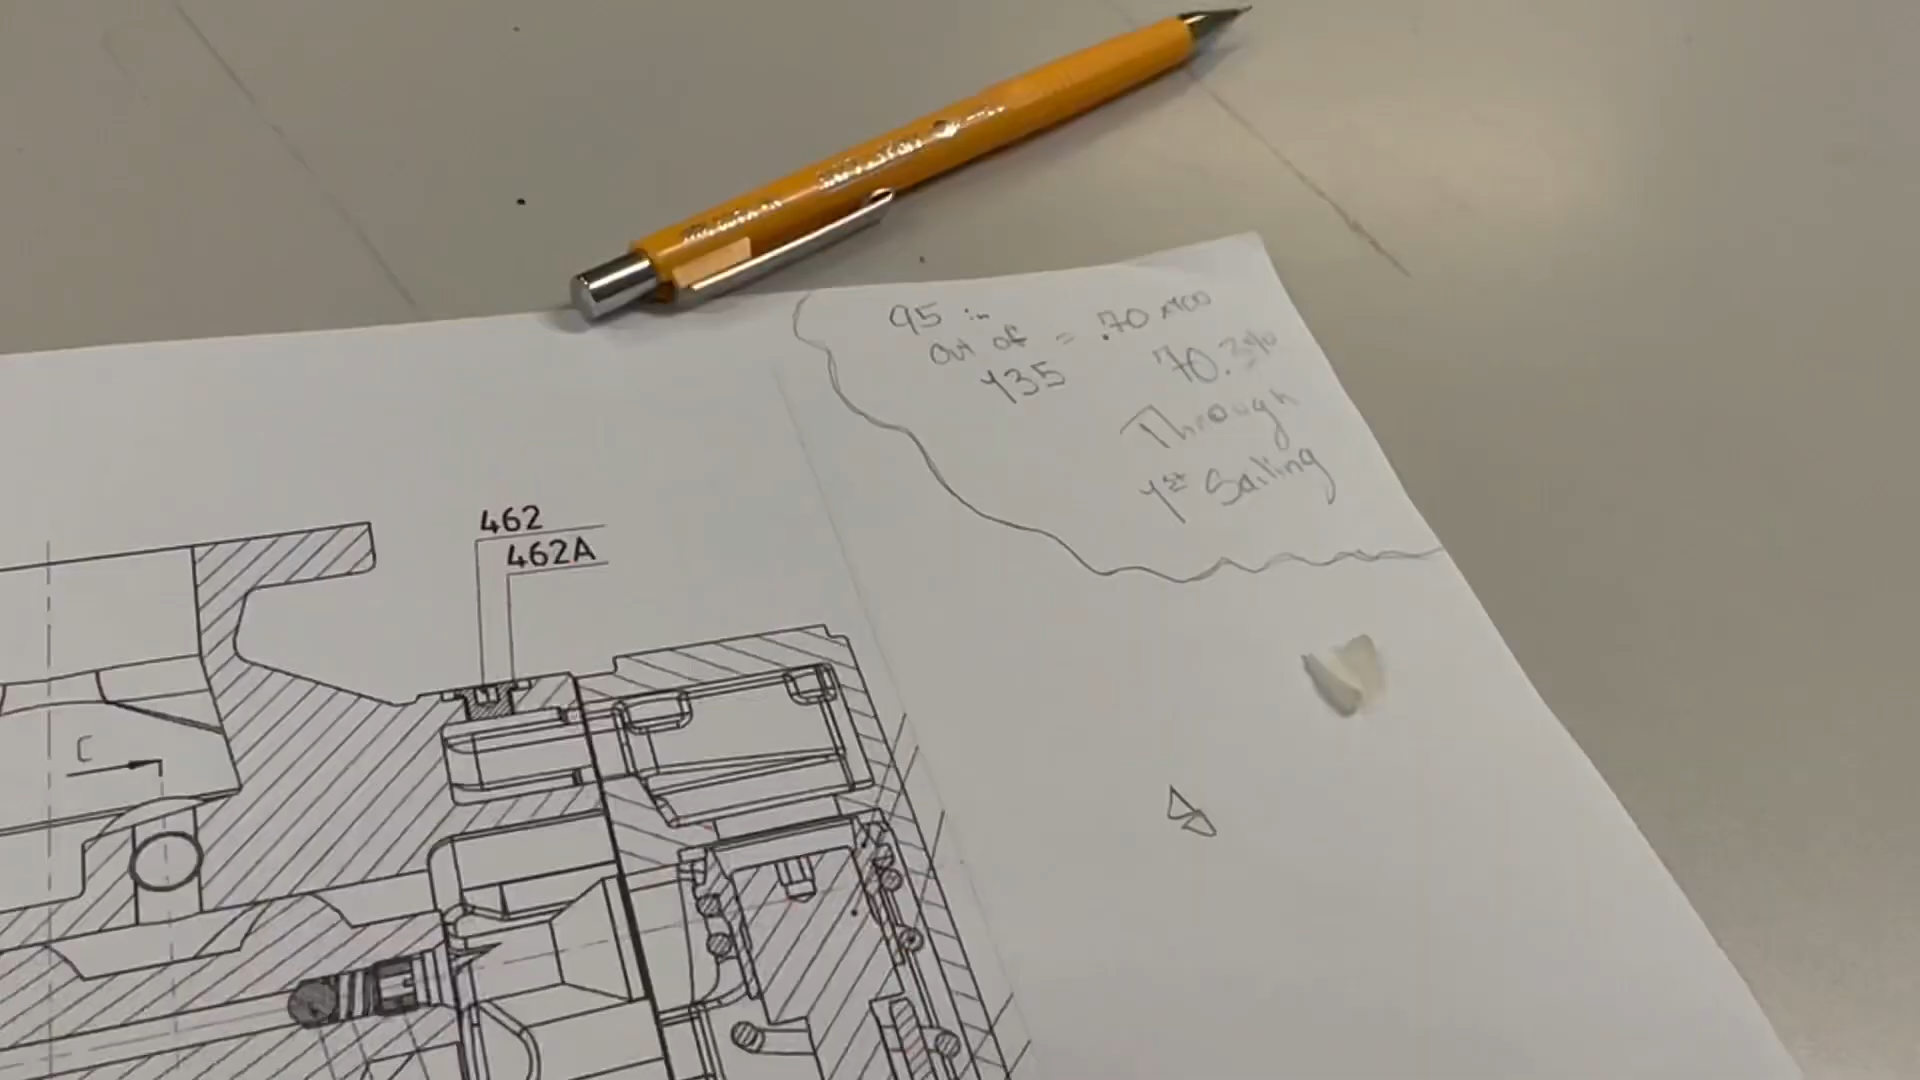 95 in
out of = .70 x100
135 70.3%
Through
1st Sailing
462
462A
C